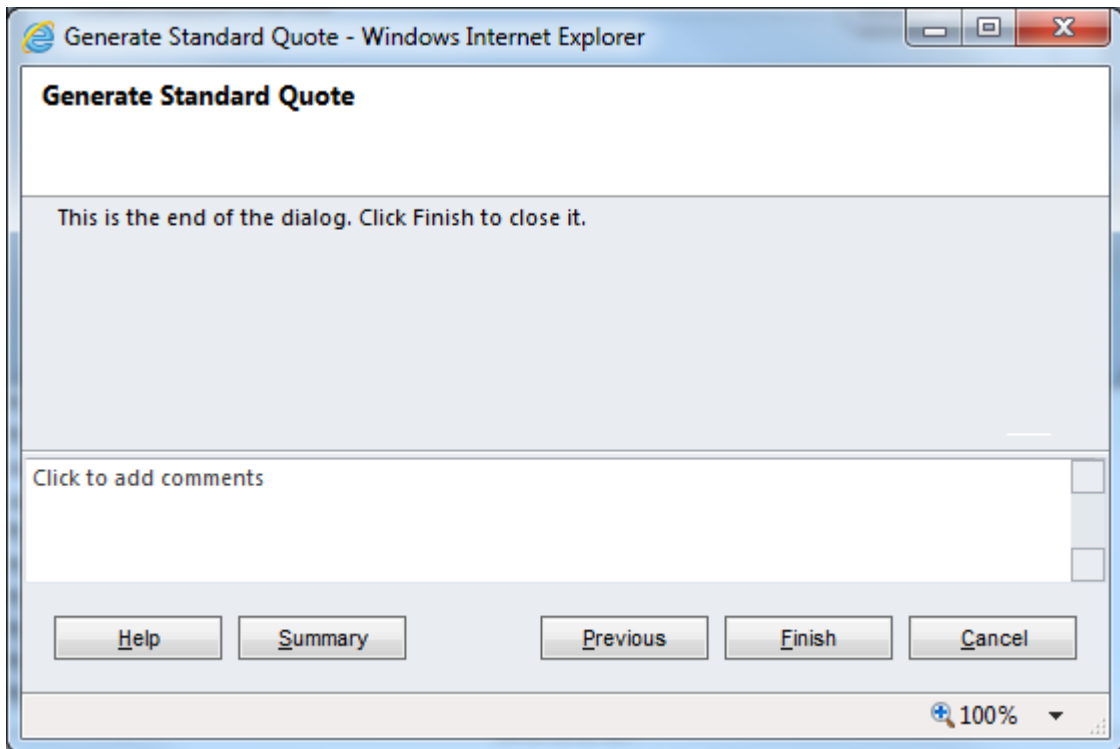 Generate Standard Quote - Windows Internet Explorer
Generate Standard Quote
This is the end of the dialog. Click Finish to close it.
Click to add comments
Help Summary Previous Finish Cancel
100%